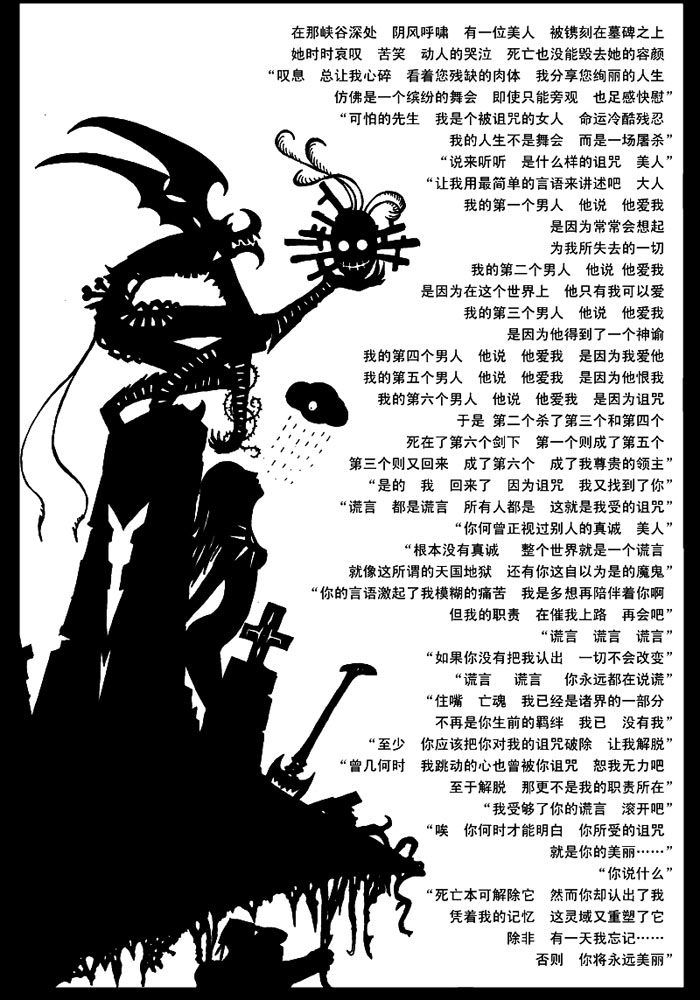 在那峡谷深处　阴风呼啸　有一位美人　被镌刻在墓碑之上
她时时哀叹　苦笑　动人的哭泣　死亡也没能毁去她的容颜
“叹息　总让我心碎　看着您残缺的肉体　我分享您绚丽的人生
仿佛是一个缤纷的舞会　即使只能旁观　也足感快慰”
“可怕的先生　我是个被诅咒的女人　命运冷酷残忍
我的人生不是舞会　而是一场屠杀”
“说来听听　是什么样的诅咒　美人”
“让我用最简单的言语来讲述吧　大人
我的第一个男人　他说　他爱我
是因为常常会想起
为我所失去的一切
我的第二个男人　他说 他爱我
是因为在这个世界上　他只有我可以爱
我的第三个男人　他说　他爱我
是因为他得到了一个神谕
我的第四个男人　他说　他爱我　是因为我爱他
我的第五个男人　他说　他爱我　是因为他恨我
我的第六个男人　他说　他爱我　是因为诅咒
于是 第二个杀了第三个和第四个
死在了第六个剑下　第一个则成了第五个
第三个则又回来　成了第六个　成了我尊贵的领主”
“是的　我　回来了　因为诅咒　我又找到了你”
“谎言　都是谎言　所有人都是　这就是我受的诅咒”
“你何曾正视过别人的真诚　美人”
“根本没有真诚　整个世界就是一个谎言
就像这所谓的天国地狱　还有你这自以为是的魔鬼”
“你的言语激起了我模糊的痛苦　我是多想再陪伴着你啊
但我的职责　在催我上路　再会吧”
“谎言　谎言　谎言”
“如果你没有把我认出　一切不会改变”
“谎言　谎言　你永远都在说谎”
“住嘴　亡魂　我已经是诸界的一部分
不再是你生前的羁绊　我已　没有我”
“至少　你应该把你对我的诅咒破除　让我解脱”
“曾几何时　我跳动的心也曾被你诅咒　恕我无力吧
至于解脱　那更不是我的职责所在”
“我受够了你的谎言　滚开吧”
“唉　你何时才能明白　你所受的诅咒
就是你的美丽……”
“你说什么”
“死亡本可解除它　然而你却认出了我
凭着我的记忆　这灵域又重塑了它
除非　有一天我忘记……
否则　你将永远美丽”